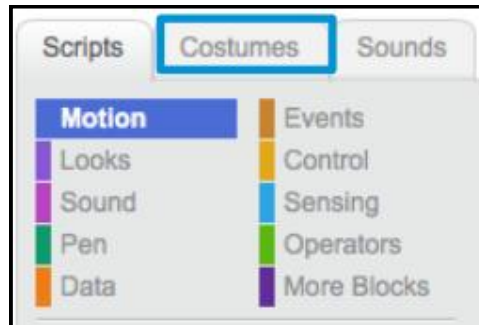 Scripts Costumes Sounds
Motion Events
Looks Control
Sound Sensing
Pen Operators
Data More Blocks